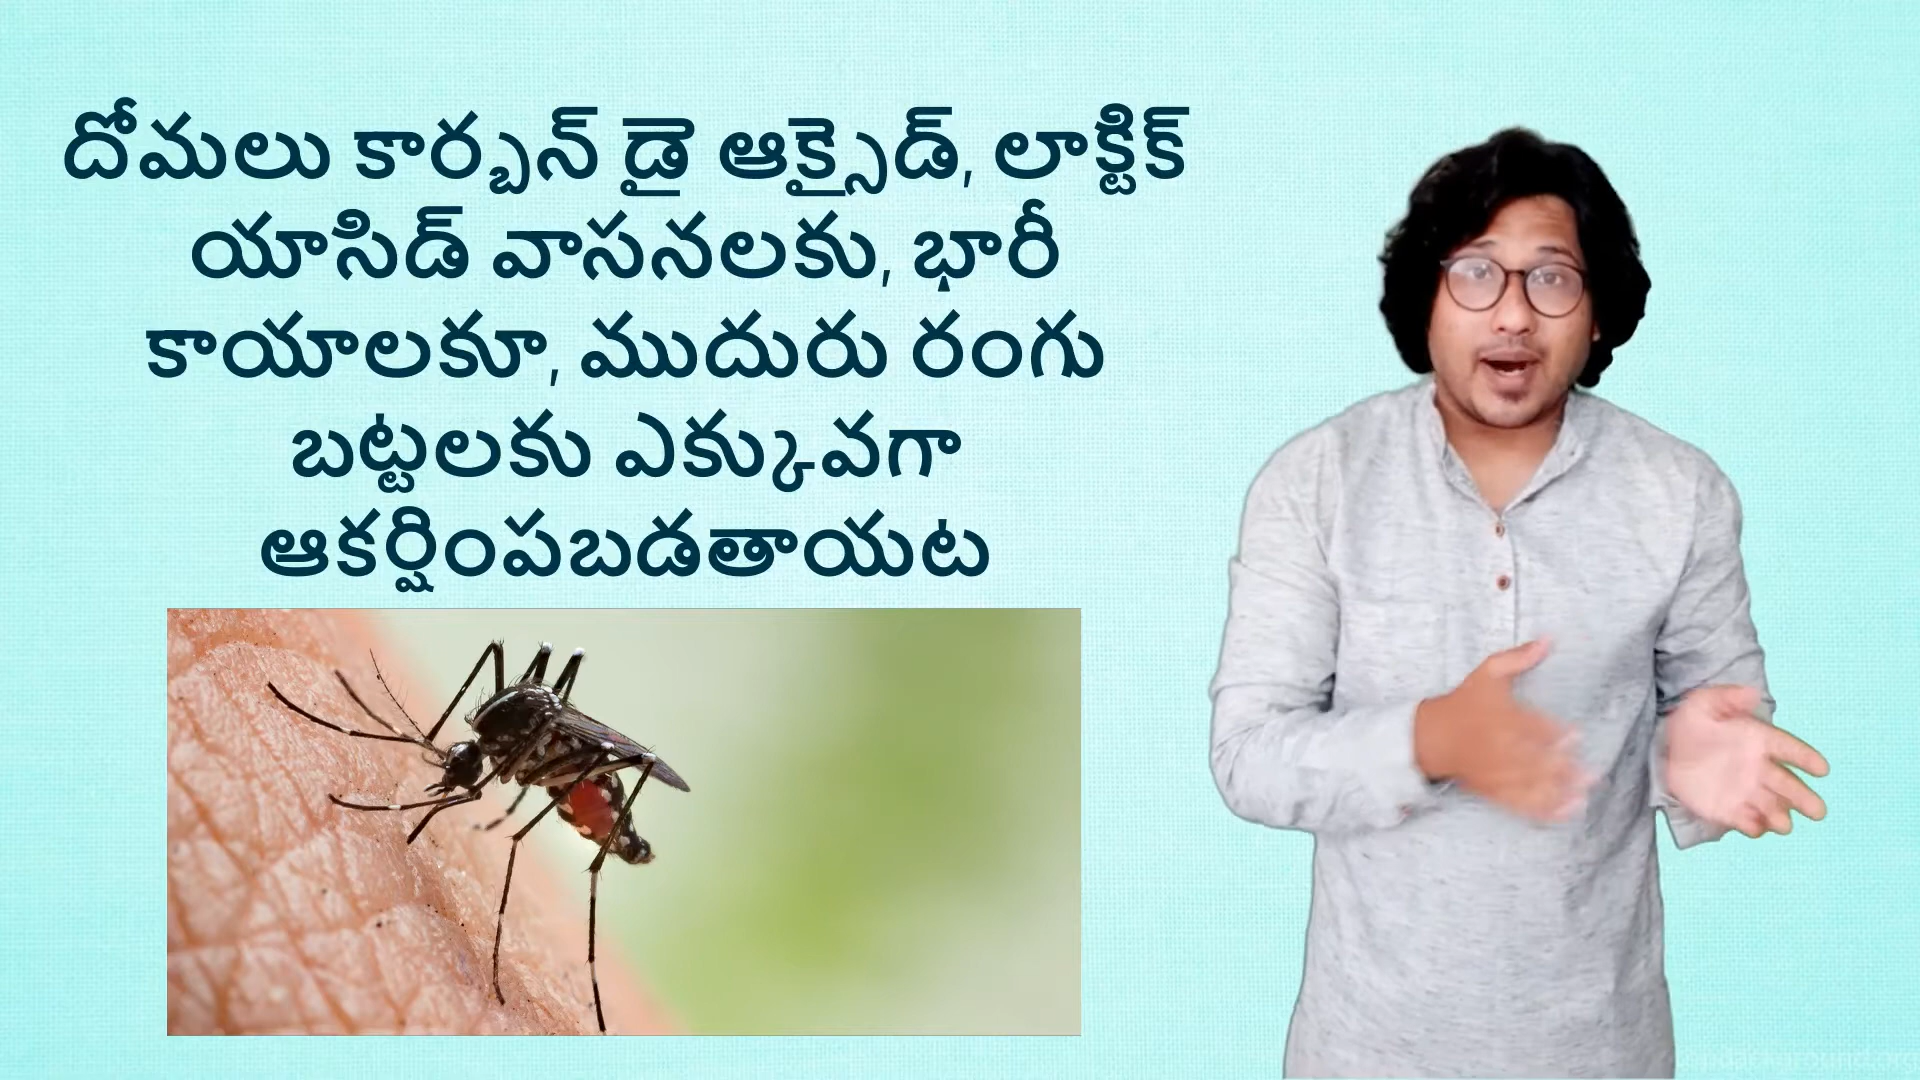 దోమలు కార్బన్ డై ఆక్సైడ్, లాక్టిక్
యాసిడ్ వాసనలకు, భారీ
కాయాలకూ, ముదురు రంగు
బట్టలకు ఎక్కువగా
ఆకర్షింపబడతాయట